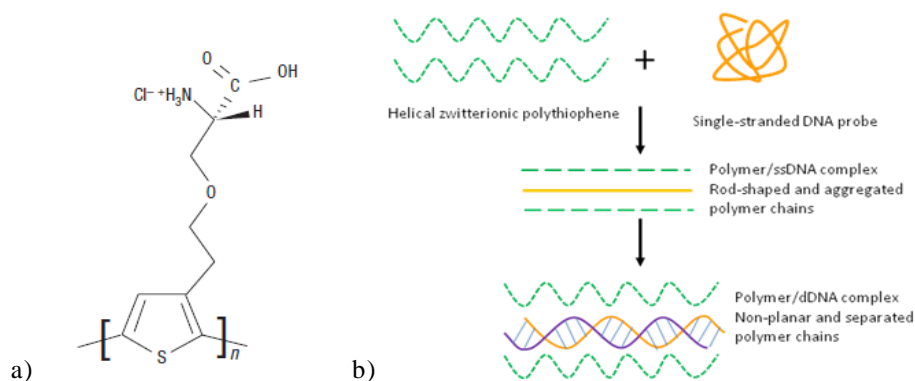 O
C
OH
Cl⁻ ⁺H₃N
H
O
[ S ]n
a)
+
Helical zwitterionic polythiophene
Single-stranded DNA probe
Polymer/ssDNA complex
Rod-shaped and aggregated
polymer chains
Polymer/dDNA complex
Non-planar and separated
polymer chains
b)